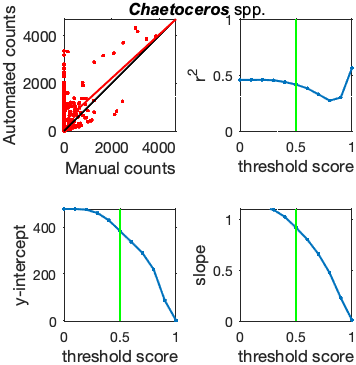 Chaetoceros spp.
Automated counts
4000
2000
0
0 2000 4000
Manual counts
r2
1
0.5
0
0 0.5 1
threshold score
y-intercept
400
200
0
0 0.5 1
threshold score
slope
1
0.5
0
0 0.5 1
threshold score